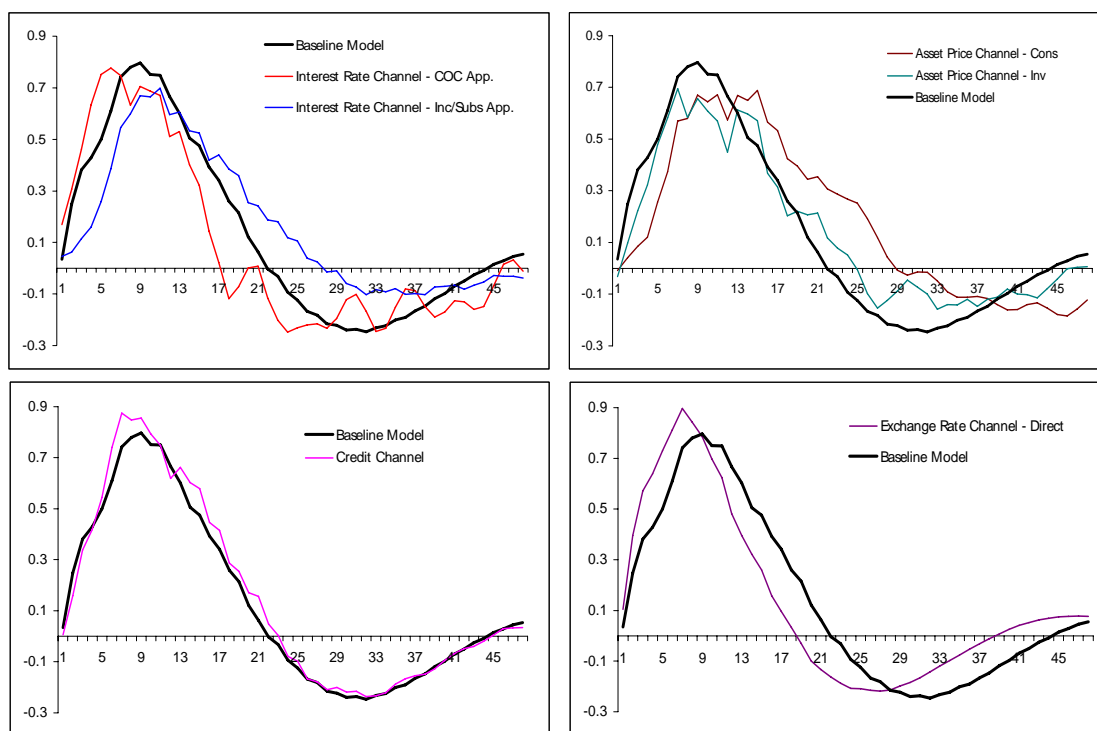 0.9
0.7
0.5
0.3
0.1
-0.1
-0.3
1 5 9 13 17 21 25 29 33 37 41 45
Baseline Model
Interest Rate Channel - COC App.
Interest Rate Channel - Inc/Subs App.
0.9
0.7
0.5
0.3
0.1
-0.1
-0.3
1 5 9 13 17 21 25 29 33 37 41 45
Asset Price Channel - Cons
Asset Price Channel - Inv
Baseline Model
0.9
0.7
0.5
0.3
0.1
-0.1
-0.3
1 5 9 13 17 21 25 29 33 37 41 45
Baseline Model
Credit Channel
0.9
0.7
0.5
0.3
0.1
-0.1
-0.3
1 5 9 13 17 21 25 29 33 37 41 45
Exchange Rate Channel - Direct
Baseline Model